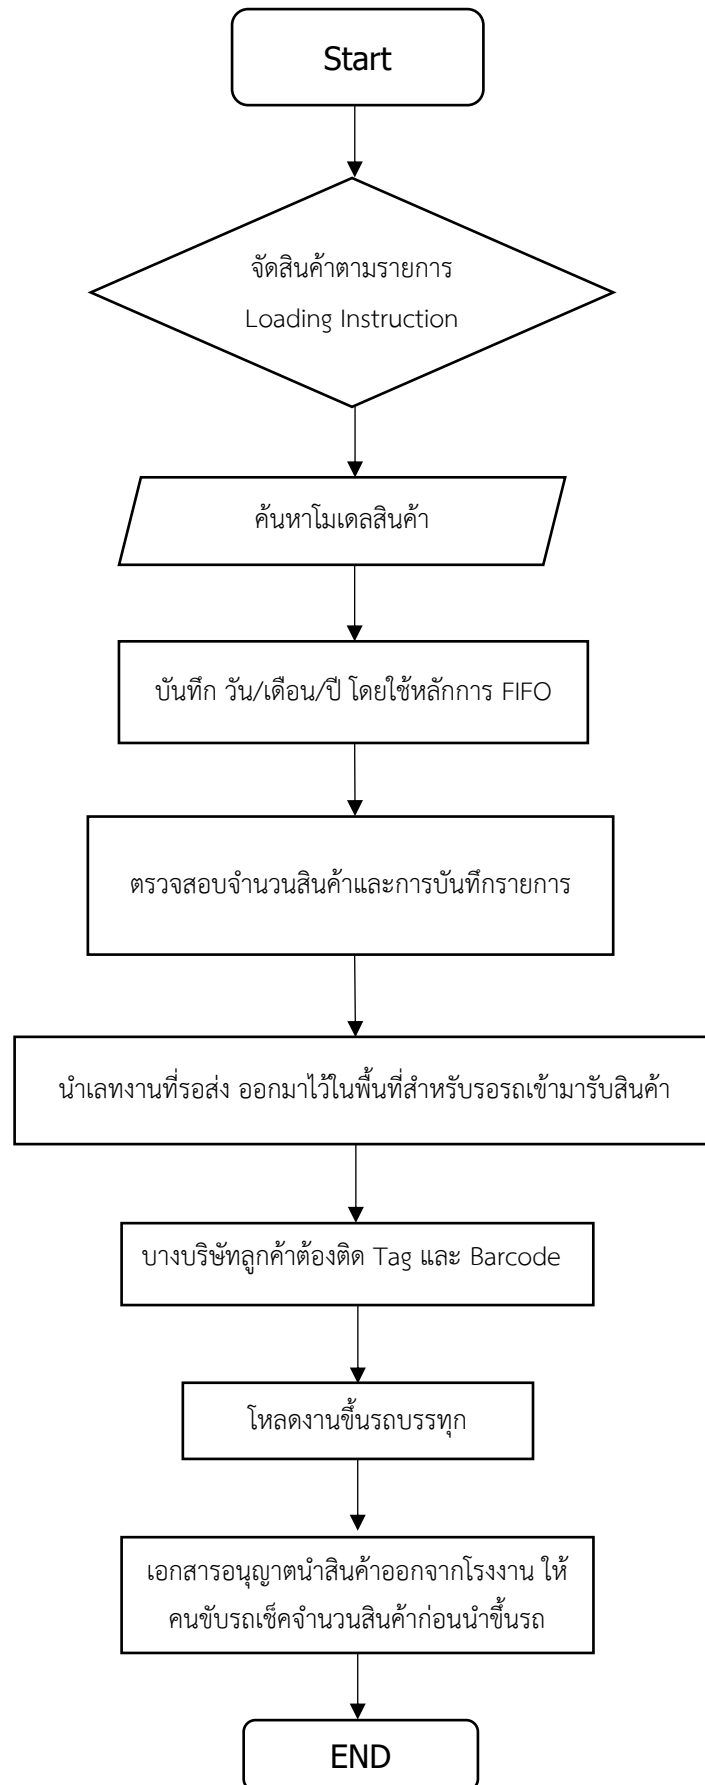 Start
จัดสินค้าตามรายการ
Loading Instruction
ค้นหาโมเดลสินค้า
บันทึก วัน/เดือน/ปี โดยใช้หลักการ FIFO
ตรวจสอบจำนวนสินค้าและการบันทึกรายการ
นำเลทงานที่รอส่ง ออกมาไว้ในพื้นที่สำหรับรอรถเข้ามารับสินค้า
บางบริษัทลูกค้าต้องติด Tag และ Barcode
โหลดงานขึ้นรถบรรทุก
เอกสารอนุญาตนำสินค้าออกจากโรงงาน ให้
คนขับรถเช็คจำนวนสินค้าก่อนนำขึ้นรถ
END